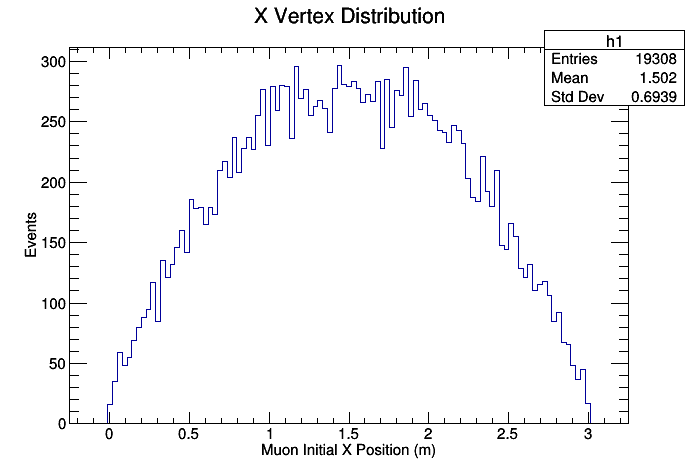 X Vertex Distribution
h1
Entries 19308
Mean 1.502
Std Dev 0.6939
Events
300
250
200
150
100
50
0
0 0.5 1 1.5 2 2.5 3
Muon Initial X Position (m)